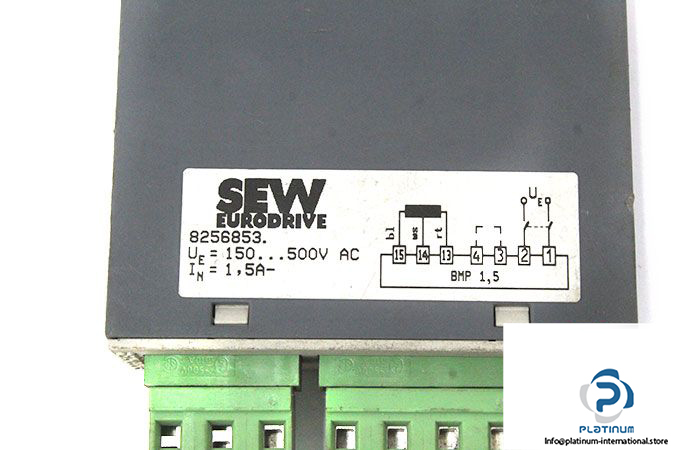 SEW
EURODRIVE
8256853.
UE = 150...500V AC
IN = 1,5A-
UE
bl ws rt
15 14 13 4 3 2 1
BMP 1,5
PLATINUM
Info@platinum-international.store